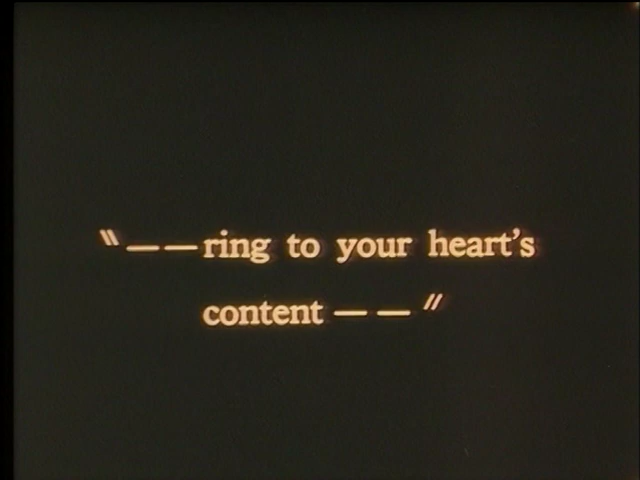 "——ring to your heart's
content — —"